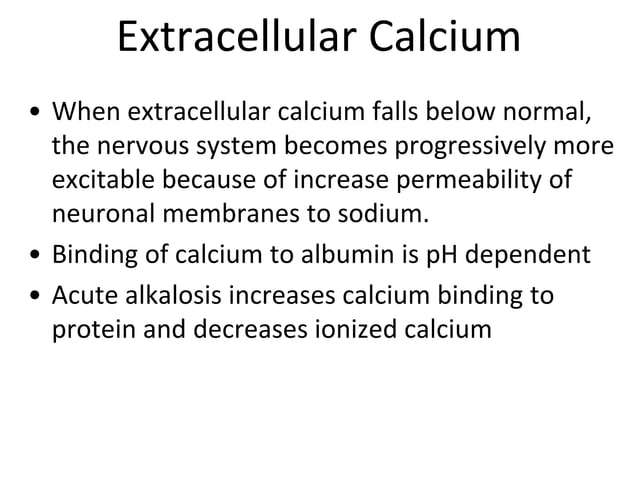 Extracellular Calcium
• When extracellular calcium falls below normal,
the nervous system becomes progressively more
excitable because of increase permeability of
neuronal membranes to sodium.
• Binding of calcium to albumin is pH dependent
• Acute alkalosis increases calcium binding to
protein and decreases ionized calcium